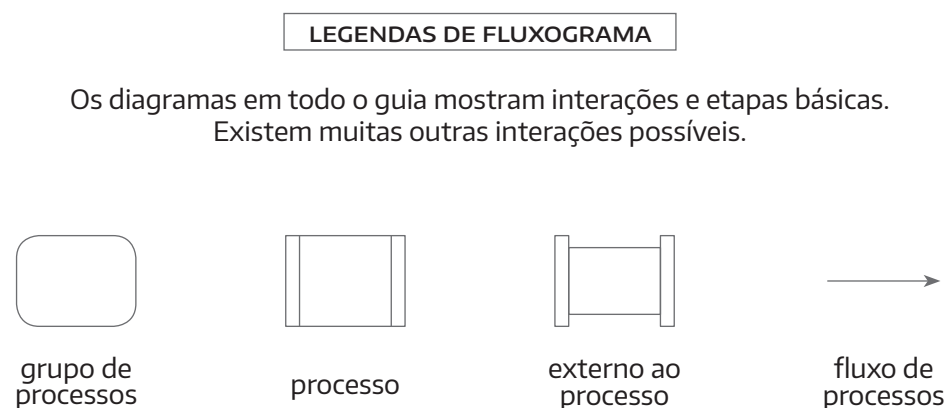 LEGENDAS DE FLUXOGRAMA
Os diagramas em todo o guia mostram interações e etapas básicas.
Existem muitas outras interações possíveis.
grupo de
processos
processo
externo ao
processo
fluxo de
processos